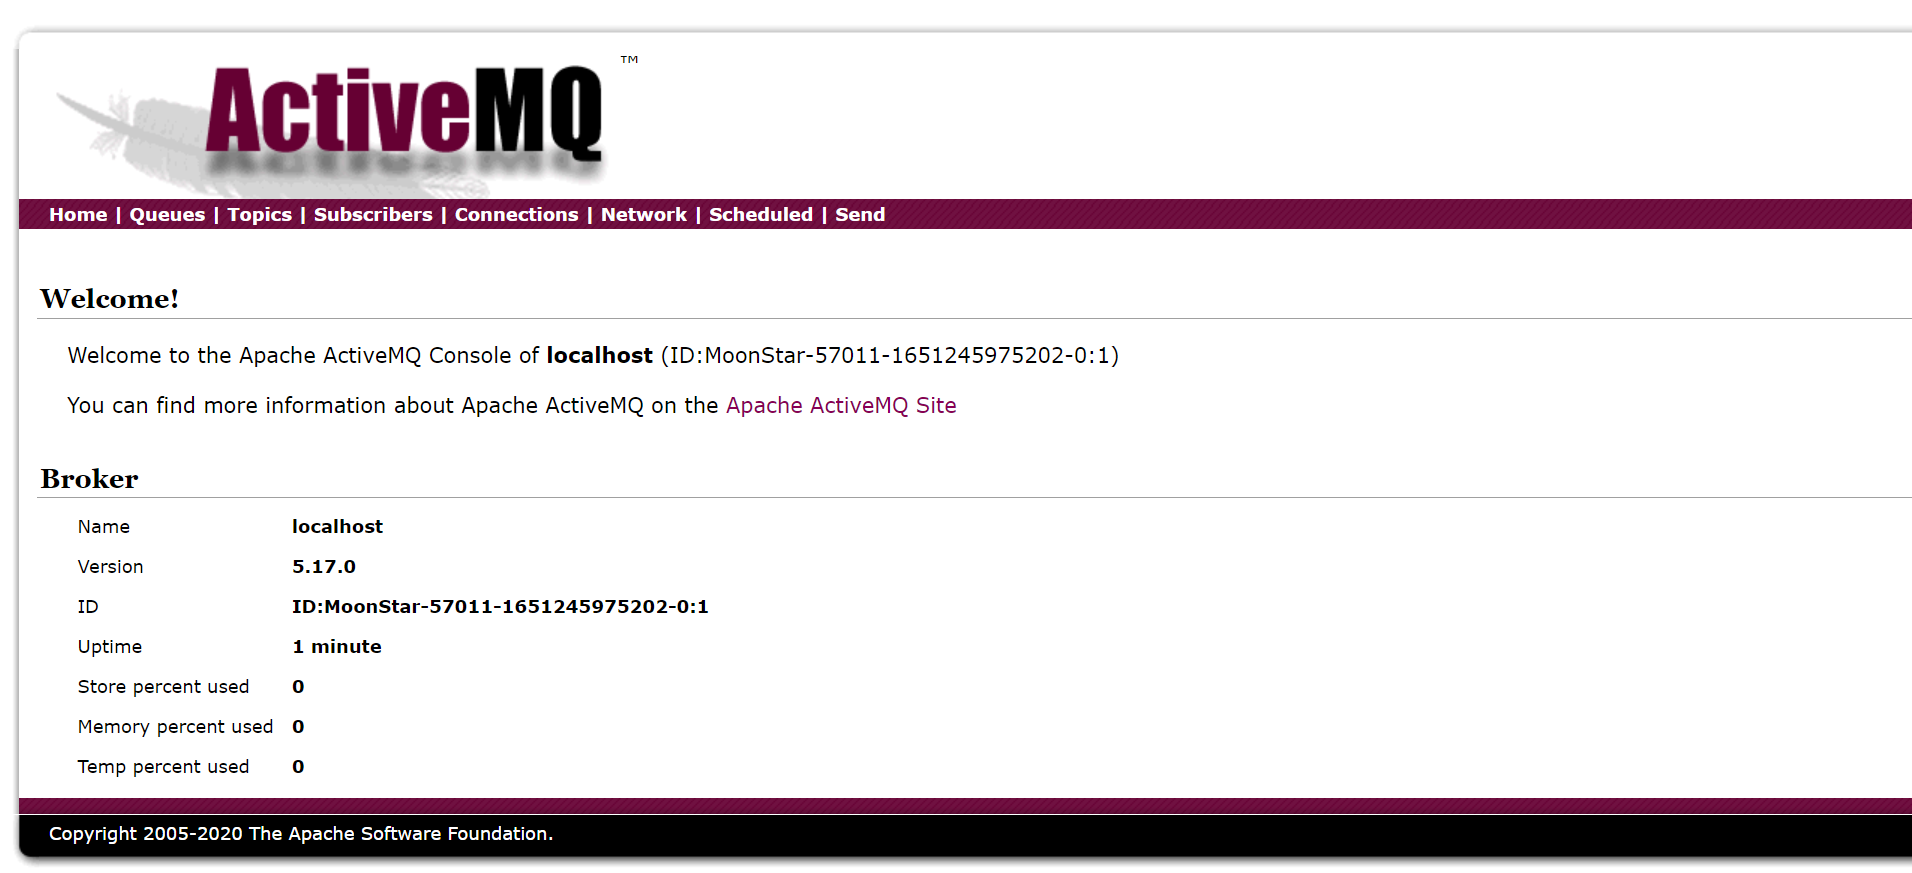 ActiveMQ ™
Home | Queues | Topics | Subscribers | Connections | Network | Scheduled | Send
Welcome!
Welcome to the Apache ActiveMQ Console of localhost (ID:MoonStar-57011-1651245975202-0:1)
You can find more information about Apache ActiveMQ on the Apache ActiveMQ Site
Broker
Name localhost
Version 5.17.0
ID ID:MoonStar-57011-1651245975202-0:1
Uptime 1 minute
Store percent used 0
Memory percent used 0
Temp percent used 0
Copyright 2005-2020 The Apache Software Foundation.